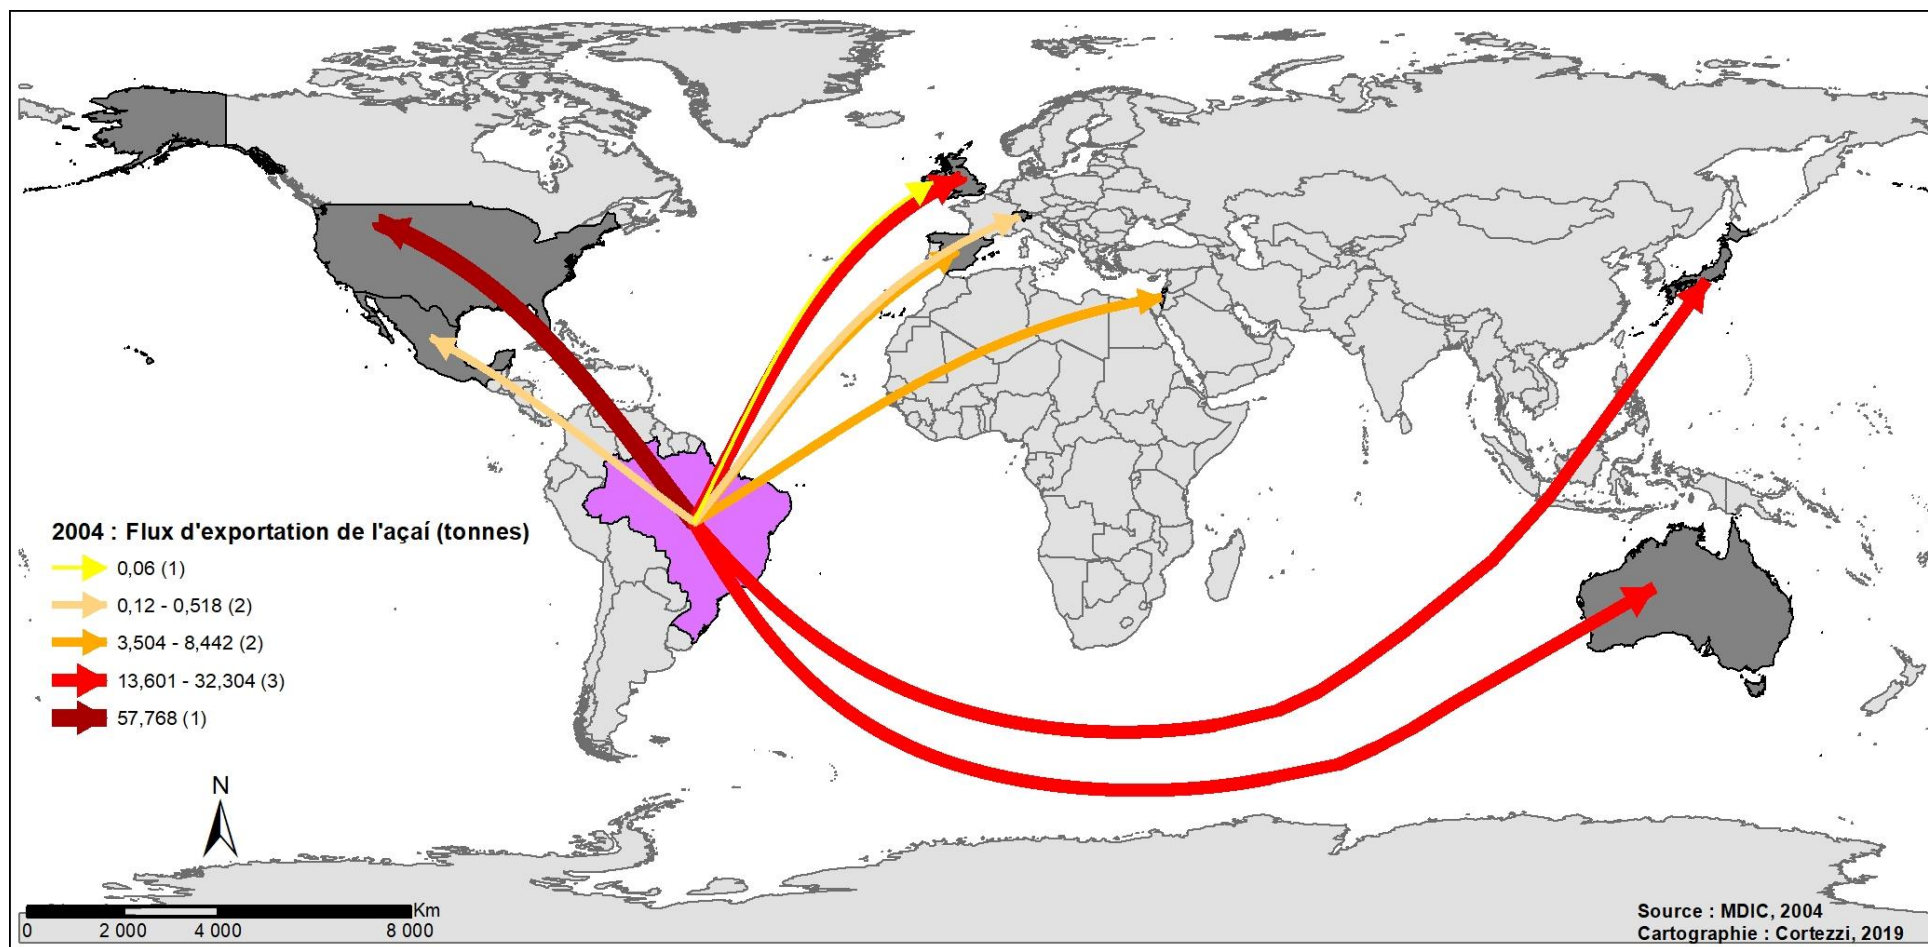 2004 : Flux d'exportation de l'açaí (tonnes)
0,06 (1)
0,12 - 0,518 (2)
3,504 - 8,442 (2)
13,601 - 32,304 (3)
57,768 (1)
N
Km
0 2 000 4 000 8 000
Source : MDIC, 2004
Cartographie : Cortezzi, 2019